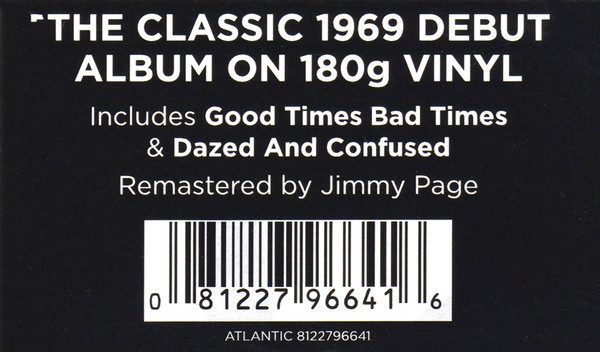 THE CLASSIC 1969 DEBUT
ALBUM ON 180g VINYL
Includes Good Times Bad Times
& Dazed And Confused
Remastered by Jimmy Page
0 81227 96641 6
ATLANTIC 8122796641